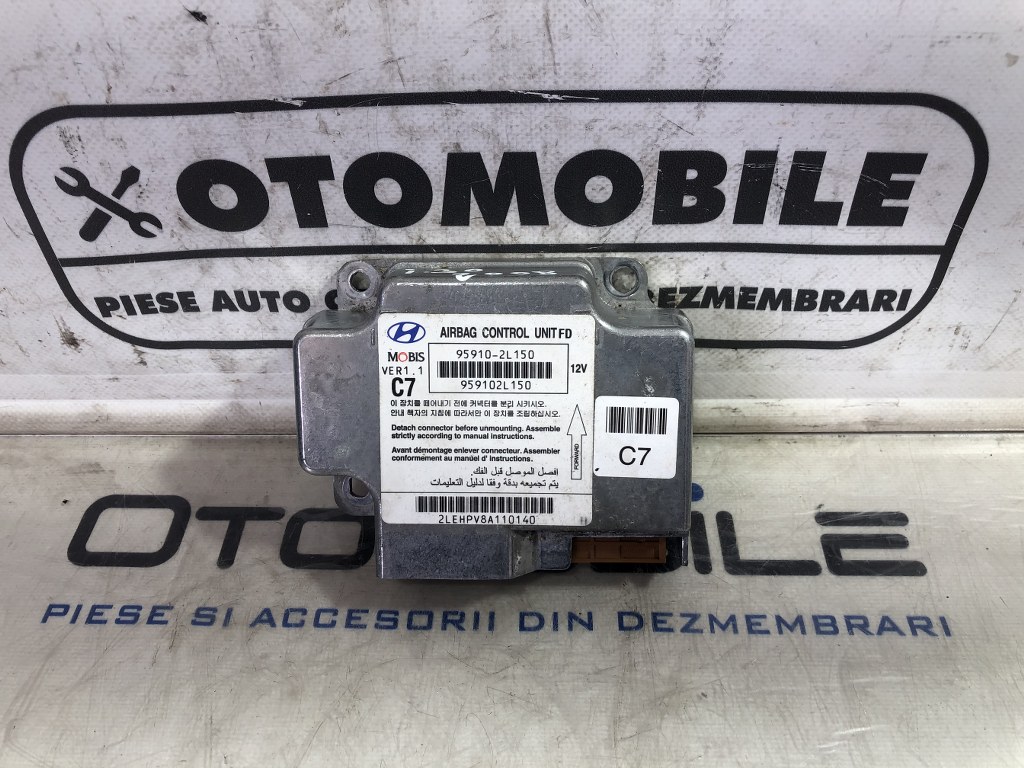 OTOMOBILE
PIESE AUTO
DEZMEMBRARI
AIRBAG CONTROL UNIT FD
MOBIS
VER1.1
C7
95910-2L150
959102L150
12V
이 장치를 떼어내기 전에 커넥터를 분리 시키시오.
안내 책자의 지침에 따라서만 이 장치를 조립하십시오.
Detach connector before unmounting. Assemble
strictly according to manual instructions.
Avant démontage enlever connecteur. Assembler
conformement au manúel d' instructions.
افصل الموصل قبل الفك.
يتم تجميعه بدقة وفقا لدليل التعليمات
FORWARD
C7
2LEHPV8A110140
PIESE SI ACCESORII DIN DEZMEMBRARI